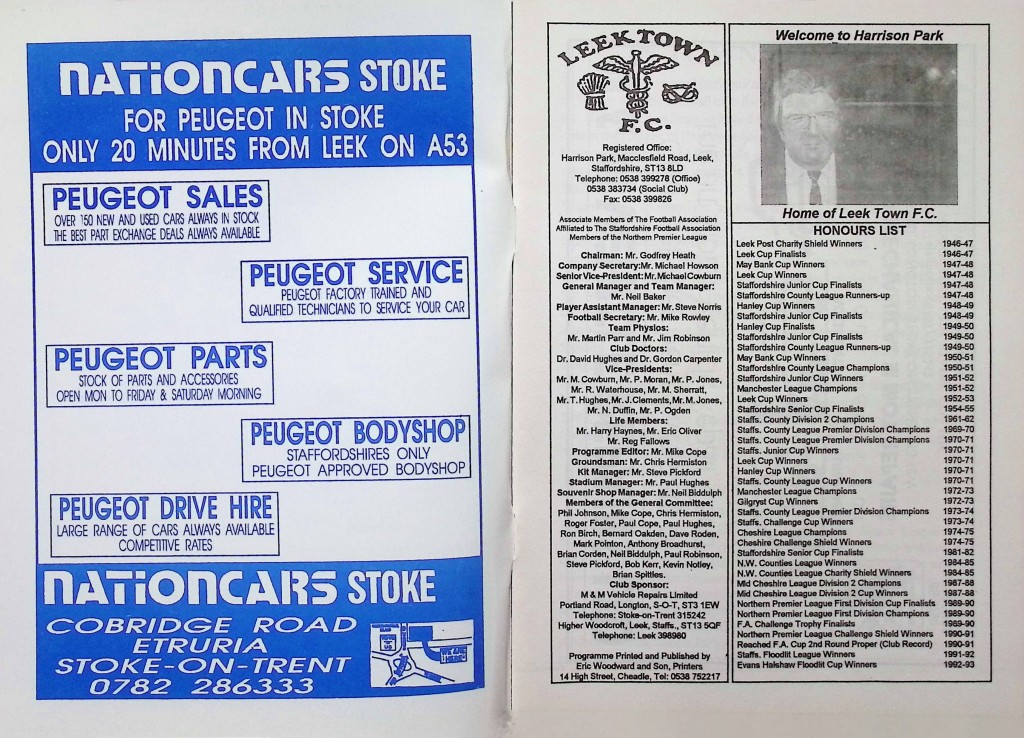 NATiONCARS STOKE
FOR PEUGEOT IN STOKE
ONLY 20 MINUTES FROM LEEK ON A53
PEUGEOT SALES
OVER 150 NEW AND USED CARS ALWAYS IN STOCK
THE BEST PART EXCHANGE DEALS ALWAYS AVAILABLE
PEUGEOT SERVICE
PEUGEOT FACTORY TRAINED AND
QUALIFIED TECHNICIANS TO SERVICE YOUR CAR
PEUGEOT PARTS
STOCK OF PARTS AND ACCESSORIES
OPEN MON TO FRIDAY & SATURDAY MORNING
PEUGEOT BODYSHOP
STAFFORDSHIRES ONLY
PEUGEOT APPROVED BODYSHOP
PEUGEOT DRIVE HIRE
LARGE RANGE OF CARS ALWAYS AVAILABLE
COMPETITIVE RATES
NATiONCARS STOKE
COBRIDGE ROAD
ETRURIA
STOKE-ON-TRENT
0782 286333
LEEK TOWN
F.C.
Registered Office:
Harrison Park, Macclesfield Road, Leek,
Staffordshire, ST13 8LD
Telephone: 0538 399278 (Office)
0538 383734 (Social Club)
Fax: 0538 399826
Associate Members of The Football Association
Affiliated to The Staffordshire Football Association
Members of the Northern Premier League
Chairman: Mr. Godfrey Heath
Company Secretary:Mr. Michael Howson
Senior Vice-President: Mr. Michael Cowburn
General Manager and Team Manager:
Mr. Neil Baker
Player Assistant Manager: Mr. Steve Norris
Football Secretary: Mr. Mike Rowley
Team Physios:
Mr. Martin Parr and Mr. Jim Robinson
Club Doctors:
Dr. David Hughes and Dr. Gordon Carpenter
Vice-Presidents:
Mr. M. Cowburn, Mr. P. Moran, Mr. P. Jones,
Mr. R. Waterhouse, Mr. M. Sherratt,
Mr. T. Hughes, Mr. J. Clements, Mr. M. Jones,
Mr. N. Duffin, Mr. P. Ogden
Life Members:
Mr. Harry Haynes, Mr. Eric Oliver
Mr. Reg Fallows
Programme Editor: Mr. Mike Cope
Groundsman: Mr. Chris Hermiston
Kit Manager: Mr. Steve Pickford
Stadium Manager: Mr. Paul Hughes
Souvenir Shop Manager: Mr. Neil Biddulph
Members of the General Committee:
Phil Johnson, Mike Cope, Chris Hermiston,
Roger Foster, Paul Cope, Paul Hughes,
Ron Birch, Bernard Oakden, Dave Roden,
Mark Pointon, Anthony Broadhurst,
Brian Corden, Neil Biddulph, Paul Robinson,
Steve Pickford, Bob Kerr, Kevin Notley,
Brian Spittles.
Club Sponsor:
M & M Vehicle Repairs Limited
Portland Road, Longton, S-O-T, ST3 1EW
Telephone: Stoke-on-Trent 315242
Higher Woodcroft, Leek, Staffs., ST13 5QF
Telephone: Leek 398980
Programme Printed and Published by
Eric Woodward and Son, Printers
14 High Street, Cheadle, Tel: 0538 752217
Welcome to Harrison Park
Home of Leek Town F.C.
HONOURS LIST
Leek Post Charity Shield Winners 1946-47
Leek Cup Finalists 1946-47
May Bank Cup Winners 1947-48
Leek Cup Winners 1947-48
Staffordshire Junior Cup Finalists 1947-48
Staffordshire County League Runners-up 1947-48
Hanley Cup Winners 1948-49
Staffordshire Junior Cup Finalists 1948-49
Hanley Cup Finalists 1949-50
Staffordshire Junior Cup Finalists 1949-50
Staffordshire County League Runners-up 1949-50
May Bank Cup Winners 1950-51
Staffordshire County League Champions 1950-51
Staffordshire Junior Cup Winners 1951-52
Manchester League Champions 1951-52
Leek Cup Winners 1952-53
Staffordshire Senior Cup Finalists 1954-55
Staffs. County Division 2 Champions 1961-62
Staffs. County League Premier Division Champions 1969-70
Staffs. County League Premier Division Champions 1970-71
Staffs. Junior Cup Winners 1970-71
Leek Cup Winners 1970-71
Hanley Cup Winners 1970-71
Staffs. County League Cup Winners 1970-71
Manchester League Champions 1972-73
Gilgryst Cup Winners 1972-73
Staffs. County League Premier Division Champions 1973-74
Staffs. Challenge Cup Winners 1973-74
Cheshire League Champions 1974-75
Cheshire Challenge Shield Winners 1974-75
Staffordshire Senior Cup Finalists 1981-82
N.W. Counties League Winners 1984-85
N.W. Counties League Charity Shield Winners 1984-85
Mid Cheshire League Division 2 Champions 1987-88
Mid Cheshire League Division 2 Cup Winners 1987-88
Northern Premier League First Division Cup Finalists 1989-90
Northern Premier League First Division Champions 1989-90
F.A. Challenge Trophy Finalists 1989-90
Northern Premier League Challenge Shield Winners 1990-91
Reached F.A. Cup 2nd Round Proper (Club Record) 1990-91
Staffs. Floodlit League Winners 1991-92
Evans Halshaw Floodlit Cup Winners 1992-93